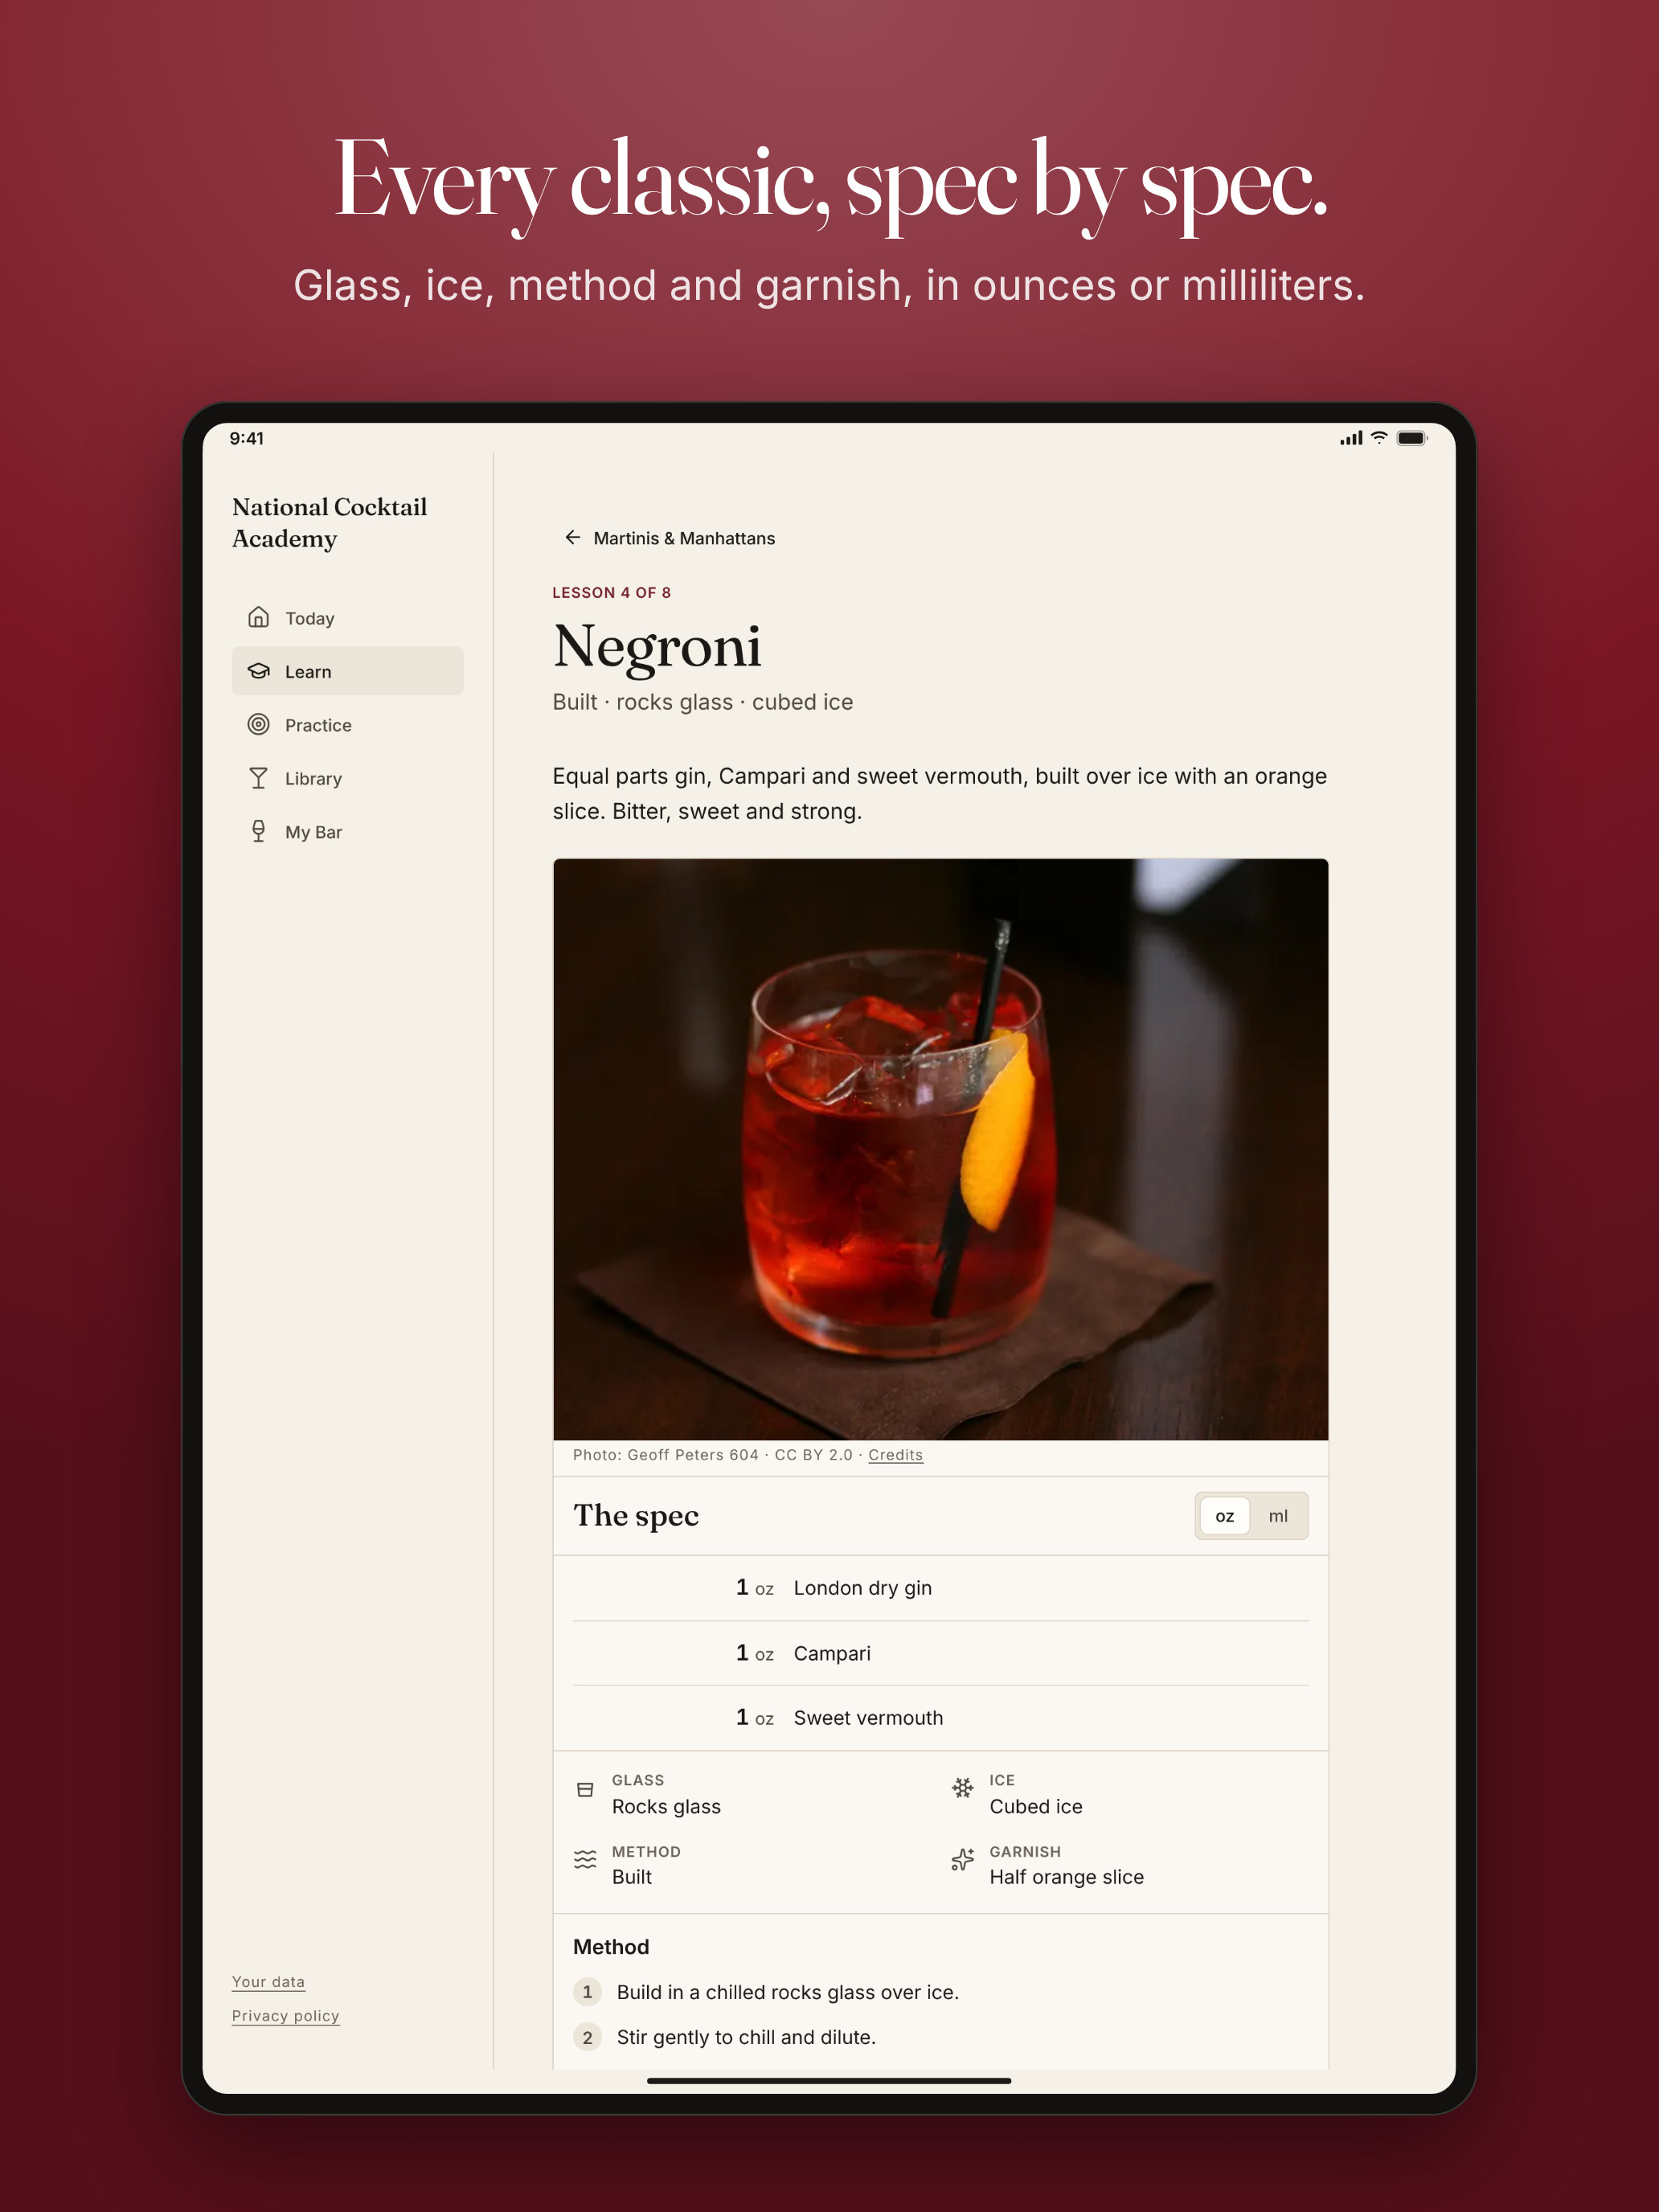 Every classic, spec by spec.
Glass, ice, method and garnish, in ounces or milliliters.
9:41
National Cocktail
Academy
Today
Learn
Practice
Library
My Bar
Your data
Privacy policy
Martinis & Manhattans
LESSON 4 OF 8
Negroni
Built · rocks glass · cubed ice
Equal parts gin, Campari and sweet vermouth, built over ice with an orange
slice. Bitter, sweet and strong.
Photo: Geoff Peters 604 · CC BY 2.0 · Credits
The spec
oz ml
1 oz London dry gin
1 oz Campari
1 oz Sweet vermouth
GLASS
Rocks glass
ICE
Cubed ice
METHOD
Built
GARNISH
Half orange slice
Method
1 Build in a chilled rocks glass over ice.
2 Stir gently to chill and dilute.